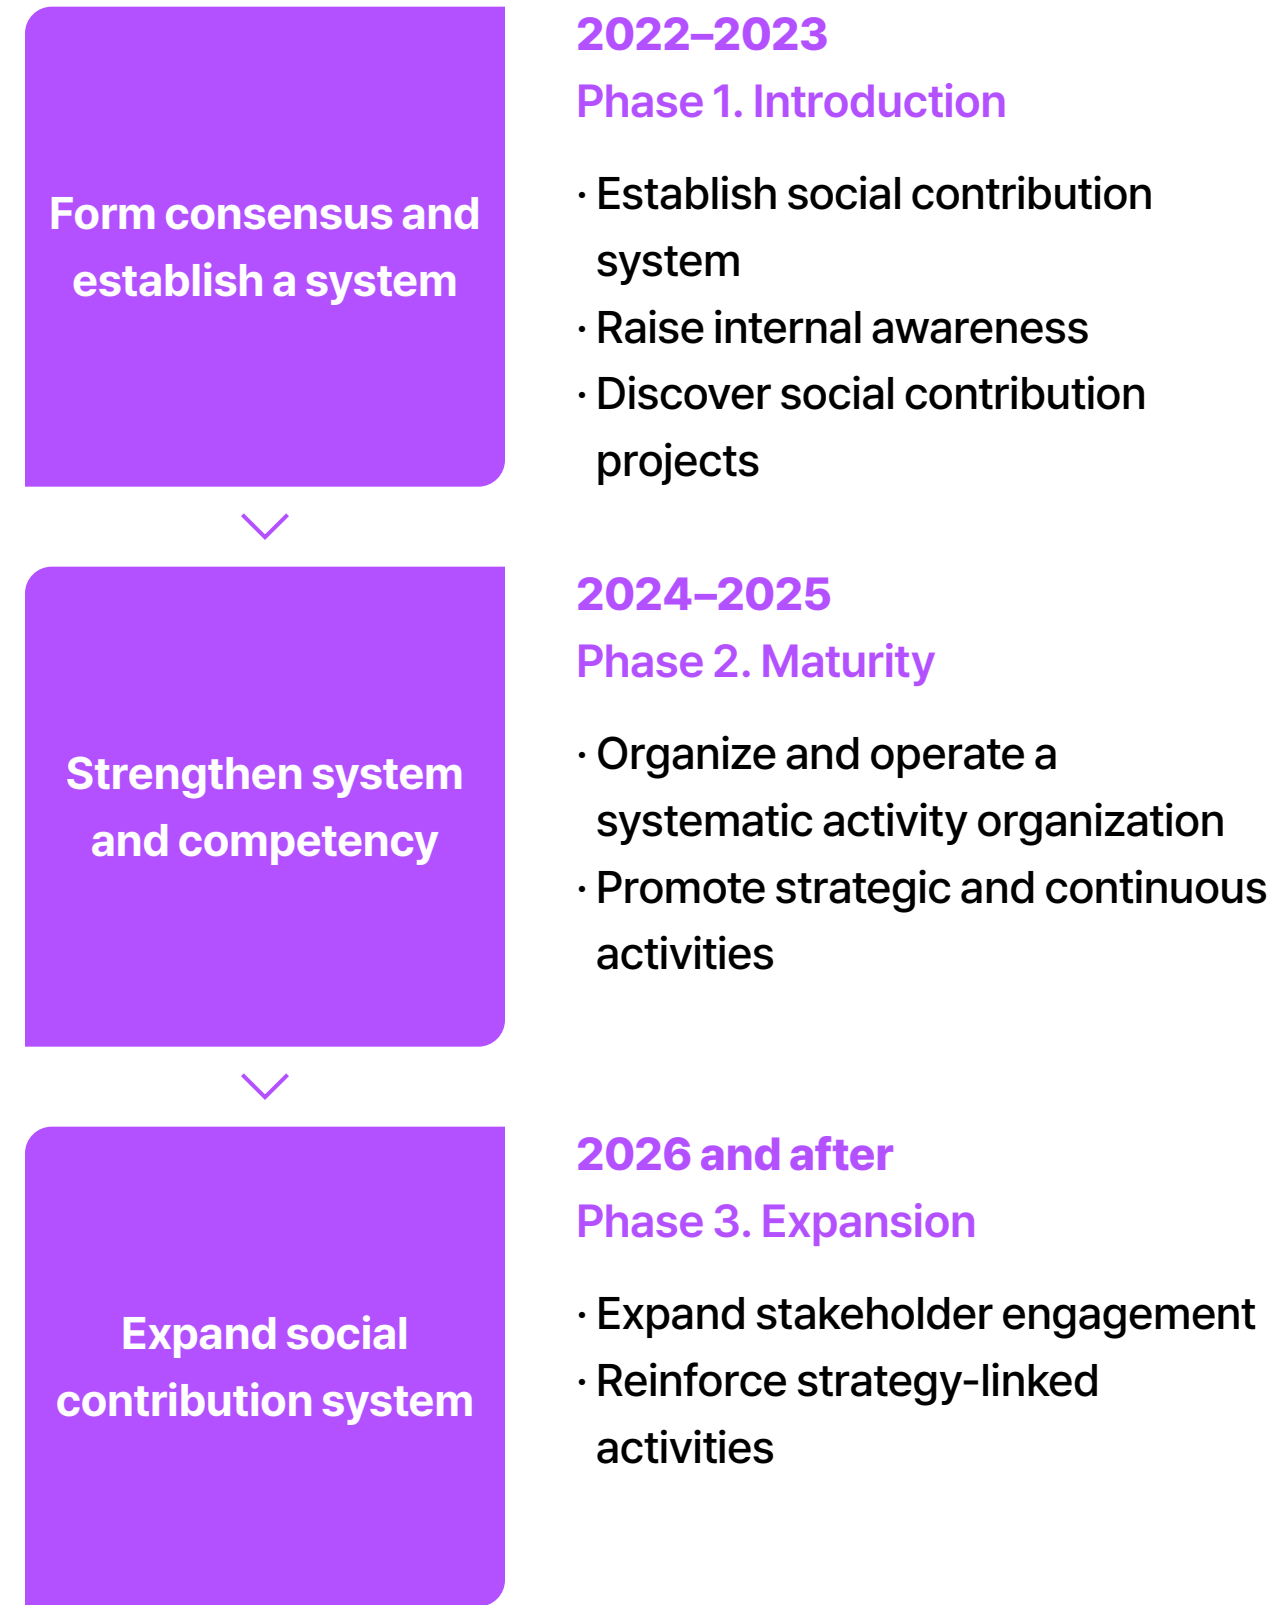 Form consensus and
establish a system
2022–2023
Phase 1. Introduction
· Establish social contribution
system
· Raise internal awareness
· Discover social contribution
projects
Strengthen system
and competency
2024–2025
Phase 2. Maturity
· Organize and operate a
systematic activity organization
· Promote strategic and continuous
activities
Expand social
contribution system
2026 and after
Phase 3. Expansion
· Expand stakeholder engagement
· Reinforce strategy-linked
activities